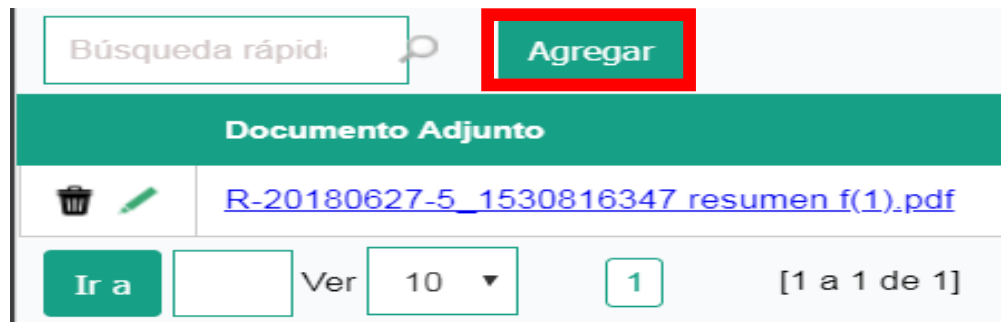 Búsqueda rápid Agregar
Documento Adjunto
R-20180627-5_1530816347 resumen f(1).pdf
Ir a Ver 10 1 [1 a 1 de 1]